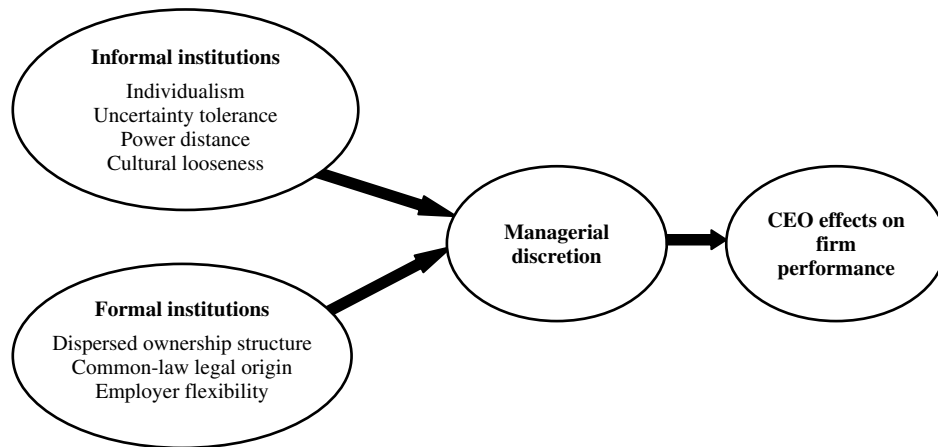 Informal institutions
Individualism
Uncertainty tolerance
Power distance
Cultural looseness
Managerial
discretion
CEO effects on
firm
performance
Formal institutions
Dispersed ownership structure
Common-law legal origin
Employer flexibility